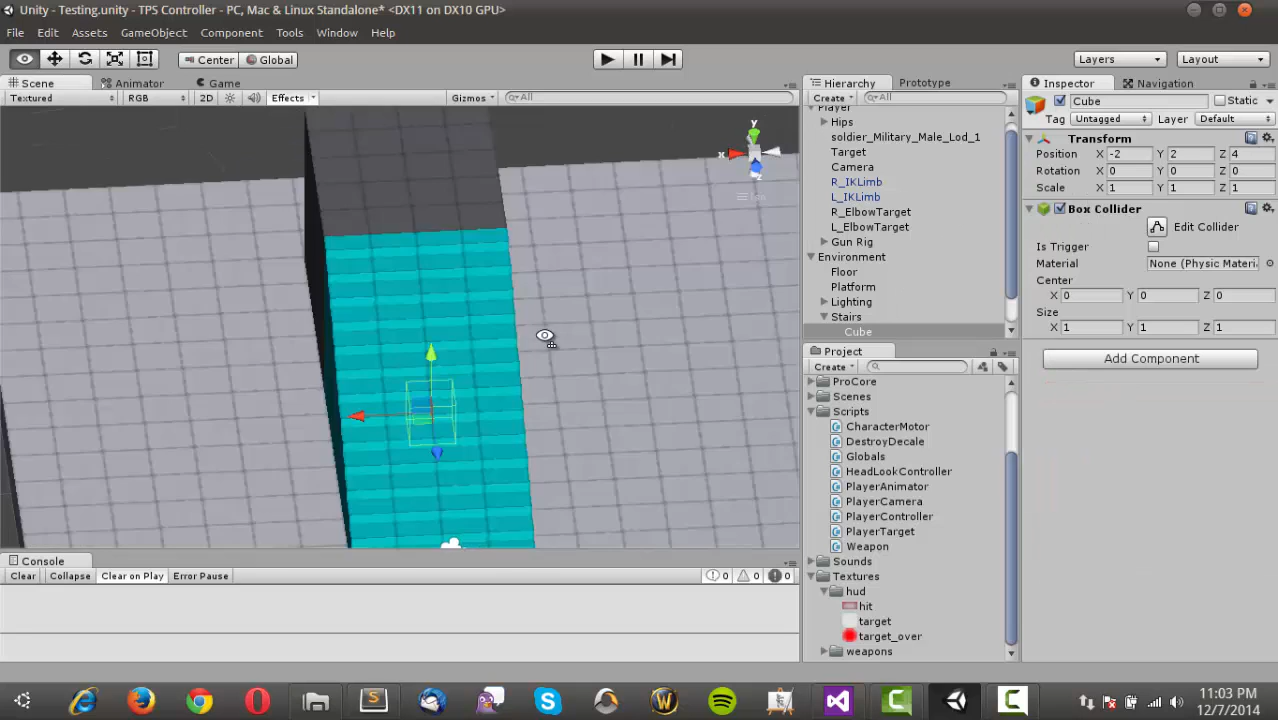 Unity - Testing.unity - TPS Controller - PC, Mac & Linux Standalone* <DX11 on DX10 GPU>
File Edit Assets GameObject Component Tools Window Help
Center Global Layers Layout
Scene Animator Game
Textured RGB 2D Effects Gizmos All
y
x
z
Hierarchy Prototype
Create All
Player
Hips
soldier_Military_Male_Lod_1
Target
Camera
R_IKLimb
L_IKLimb
R_ElbowTarget
L_ElbowTarget
Gun Rig
Environment
Floor
Platform
Lighting
Stairs
Cube
Project
Create
ProCore
Scenes
Scripts
CharacterMotor
DestroyDecale
Globals
HeadLookController
PlayerAnimator
PlayerCamera
PlayerController
PlayerTarget
Weapon
Sounds
Textures
hud
hit
target
target_over
weapons
Inspector Navigation
Cube Static
Tag Untagged Layer Default
Transform
Position X -2 Y 2 Z 4
Rotation X 0 Y 0 Z 0
Scale X 1 Y 1 Z 1
Box Collider
Edit Collider
Is Trigger
Material None (Physic Materi
Center
X 0 Y 0 Z 0
Size
X 1 Y 1 Z 1
Add Component
Console
Clear Collapse Clear on Play Error Pause 0 0 0
11:03 PM
12/7/2014